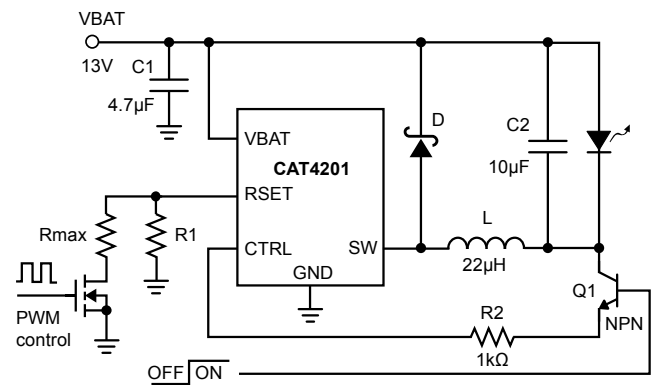 VBAT
13V
C1
4.7µF
D
C2
10µF
VBAT
CAT4201
RSET
Rmax
R1
CTRL
SW
L
22µH
GND
Q1
NPN
PWM
control
R2
1kΩ
OFF ON